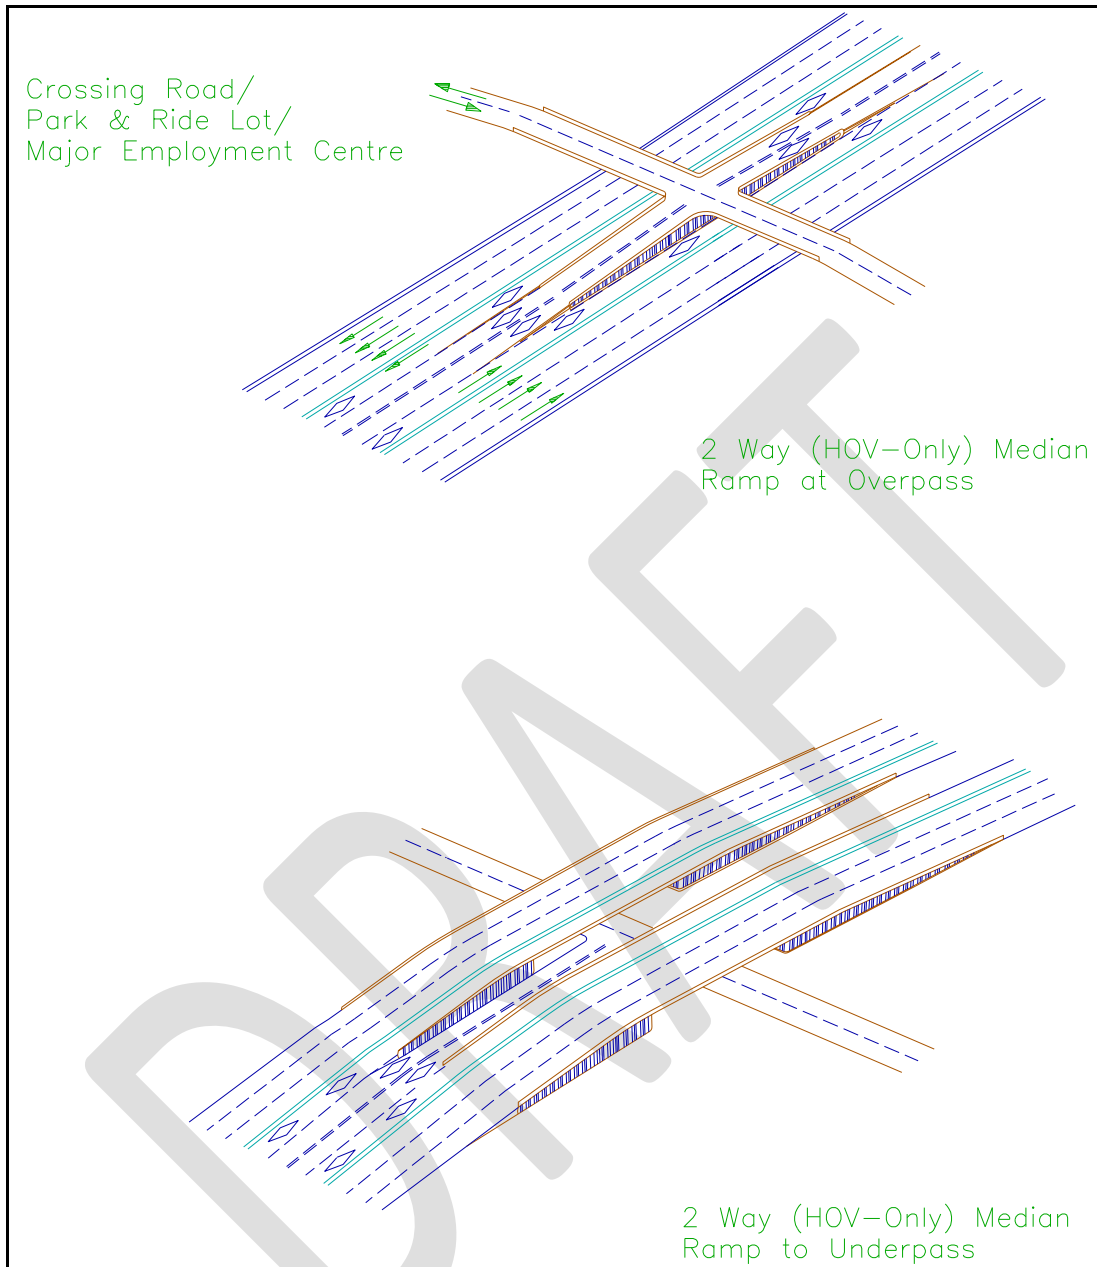 Crossing Road/
Park & Ride Lot/
Major Employment Centre
2 Way (HOV-Only) Median
Ramp at Overpass
DRAFT
2 Way (HOV-Only) Median
Ramp to Underpass